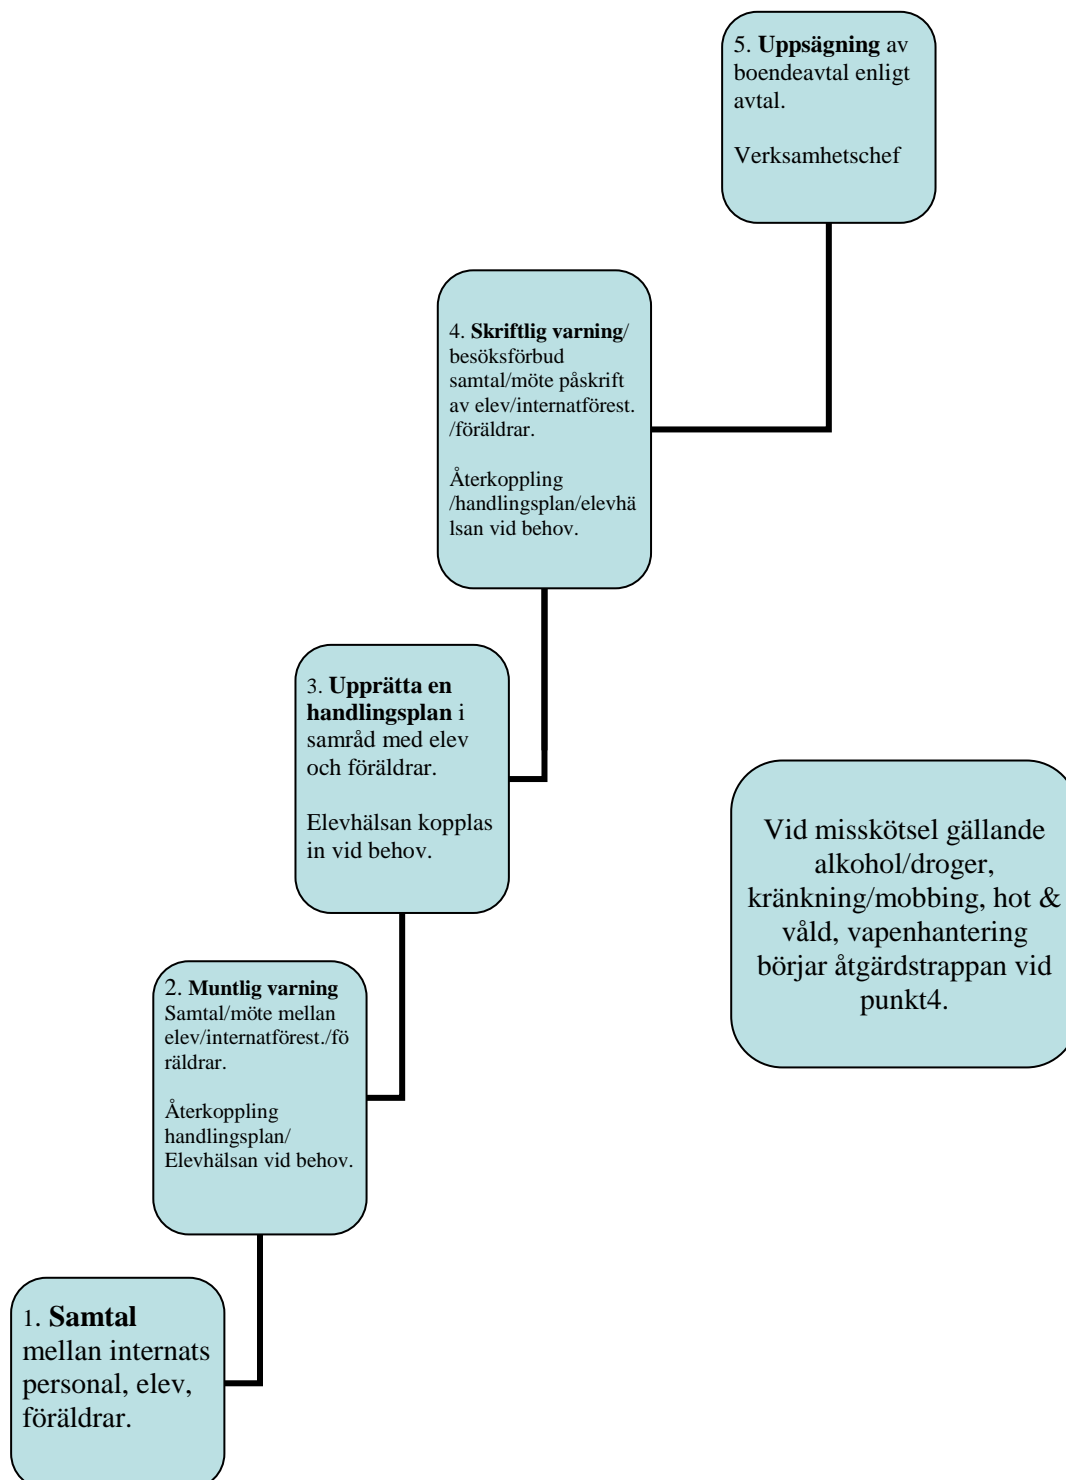 5. Uppsägning av
boendeavtal enligt
avtal.
Verksamhetschef
4. Skriftlig varning/
besöksförbud
samtal/möte påskrift
av elev/internatförest.
/föräldrar.
Återkoppling
/handlingsplan/elevhä
lsan vid behov.
3. Upprätta en
handlingsplan i
samråd med elev
och föräldrar.
Elevhälsan kopplas
in vid behov.
Vid misskötsel gällande
alkohol/droger,
kränkning/mobbing, hot &
våld, vapenhantering
börjar åtgärdstrappan vid
punkt4.
2. Muntlig varning
Samtal/möte mellan
elev/internatförest./fö
räldrar.
Återkoppling
handlingsplan/
Elevhälsan vid behov.
1. Samtal
mellan internats
personal, elev,
föräldrar.